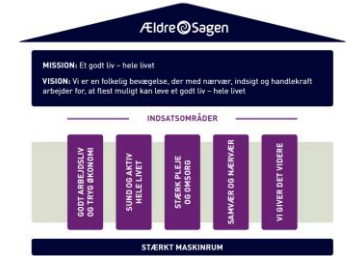 ÆldreSagen
MISSION: Et godt liv – hele livet
VISION: Vi er en folkelig bevægelse, der med nærvær, indsigt og handlekraft
arbejder for, at flest muligt kan leve et godt liv – hele livet
INDSATSOMRÅDER
GODT ARBEJDSLIV
OG TRYG ØKONOMI
SUND OG AKTIV
HELE LIVET
STÆRK PLEJE
OG OMSORG
SAMVÆR OG NÆRVÆR
VI GIVER DET VIDERE
STÆRKT MASKINRUM